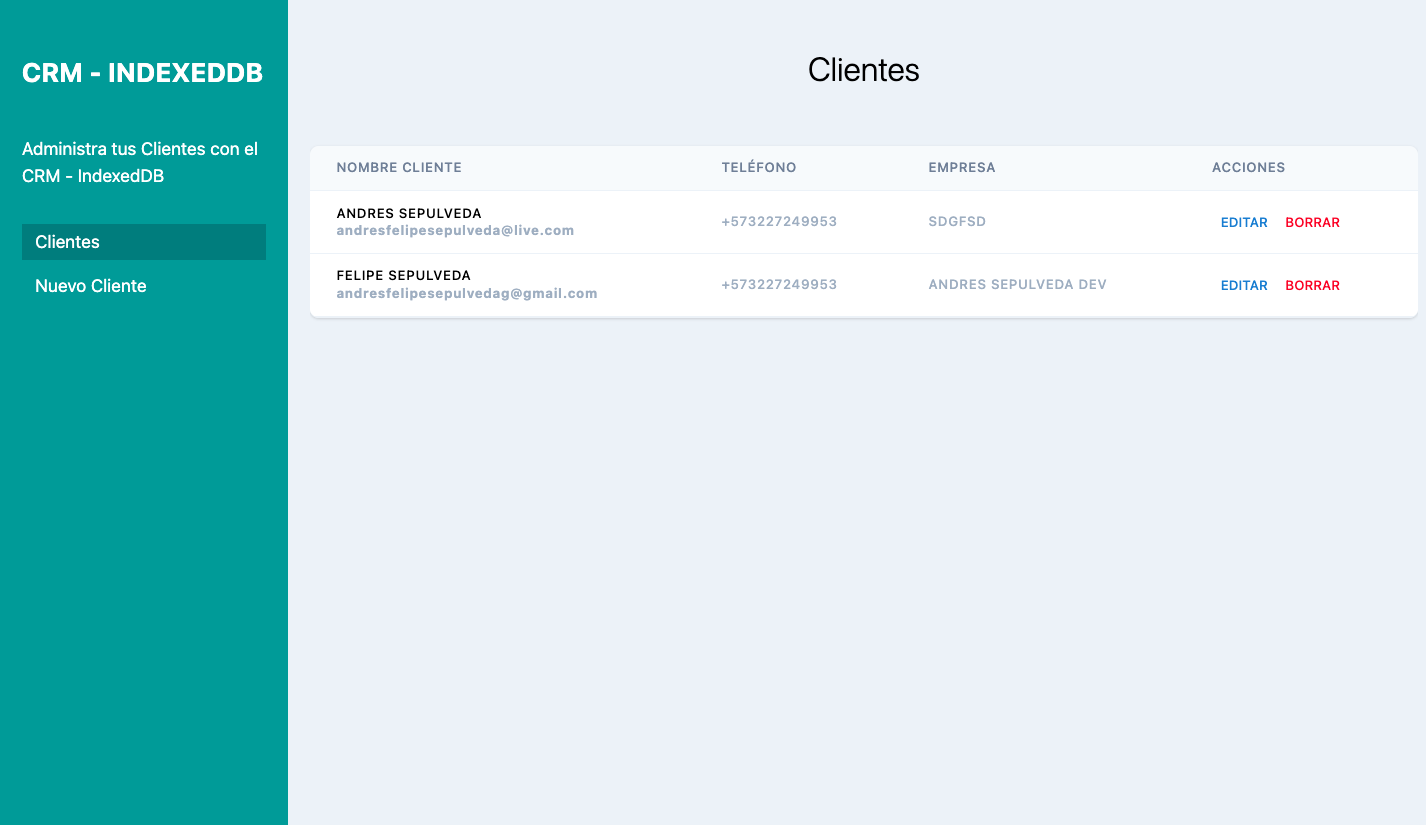 CRM - INDEXEDDB
Administra tus Clientes con el
CRM - IndexedDB
Clientes
Nuevo Cliente
Clientes
NOMBRE CLIENTE TELÉFONO EMPRESA ACCIONES
ANDRES SEPULVEDA
andresfelipesepulveda@live.com
+573227249953 SDGFSD EDITAR BORRAR
FELIPE SEPULVEDA
andresfelipesepulvedag@gmail.com
+573227249953 ANDRES SEPULVEDA DEV EDITAR BORRAR